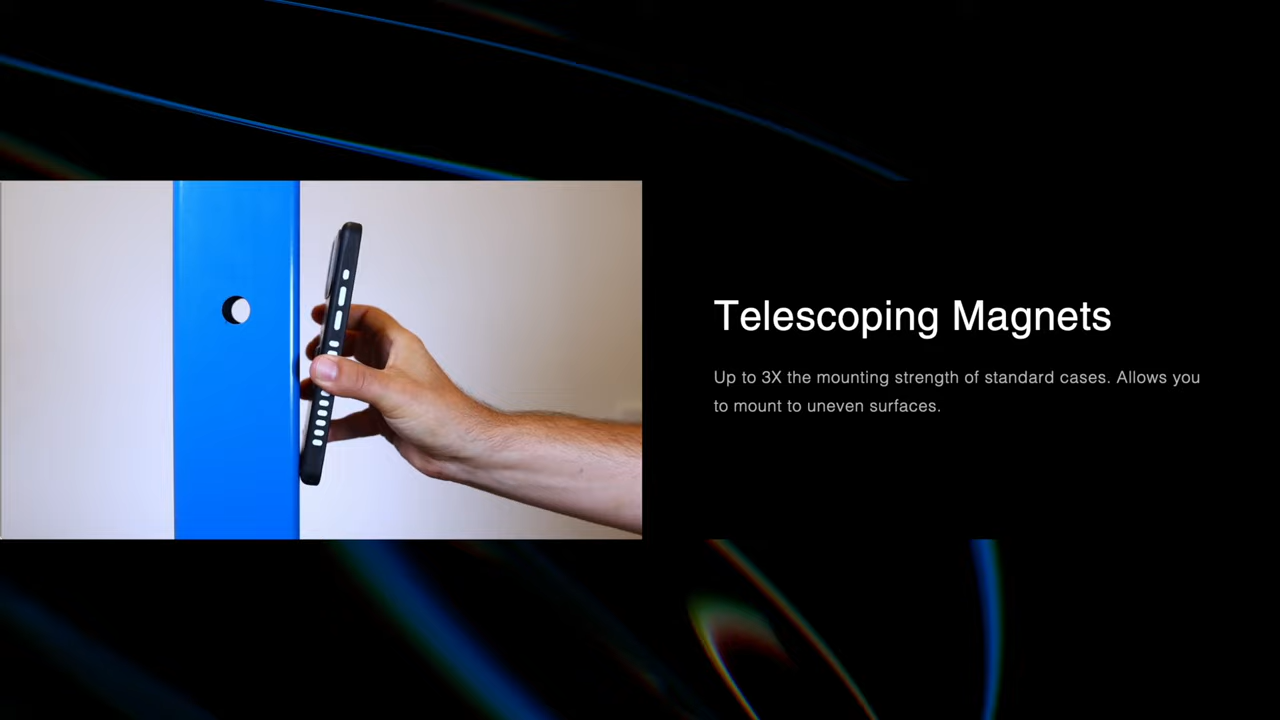 Telescoping Magnets
Up to 3X the mounting strength of standard cases. Allows you
to mount to uneven surfaces.